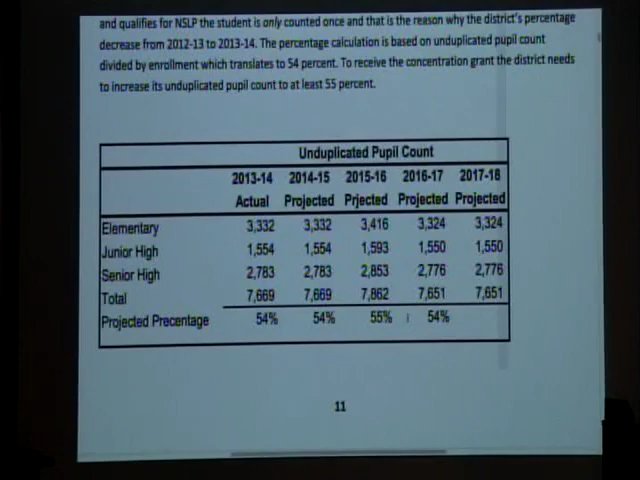 and qualifies for NSLP the student is only counted once and that is the reason why the district's percentage
decrease from 2012-13 to 2013-14. The percentage calculation is based on unduplicated pupil count
divided by enrollment which translates to 54 percent. To receive the concentration grant the district needs
to increase its unduplicated pupil count to at least 55 percent.
Unduplicated Pupil Count
2013-14 2014-15 2015-16 2016-17 2017-18
Actual Projected Prjected Projected Projected
Elementary 3,332 3,332 3,416 3,324 3,324
Junior High 1,554 1,554 1,593 1,550 1,550
Senior High 2,783 2,783 2,853 2,776 2,776
Total 7,669 7,669 7,862 7,651 7,651
Projected Precentage 54% 54% 55% 54%
11